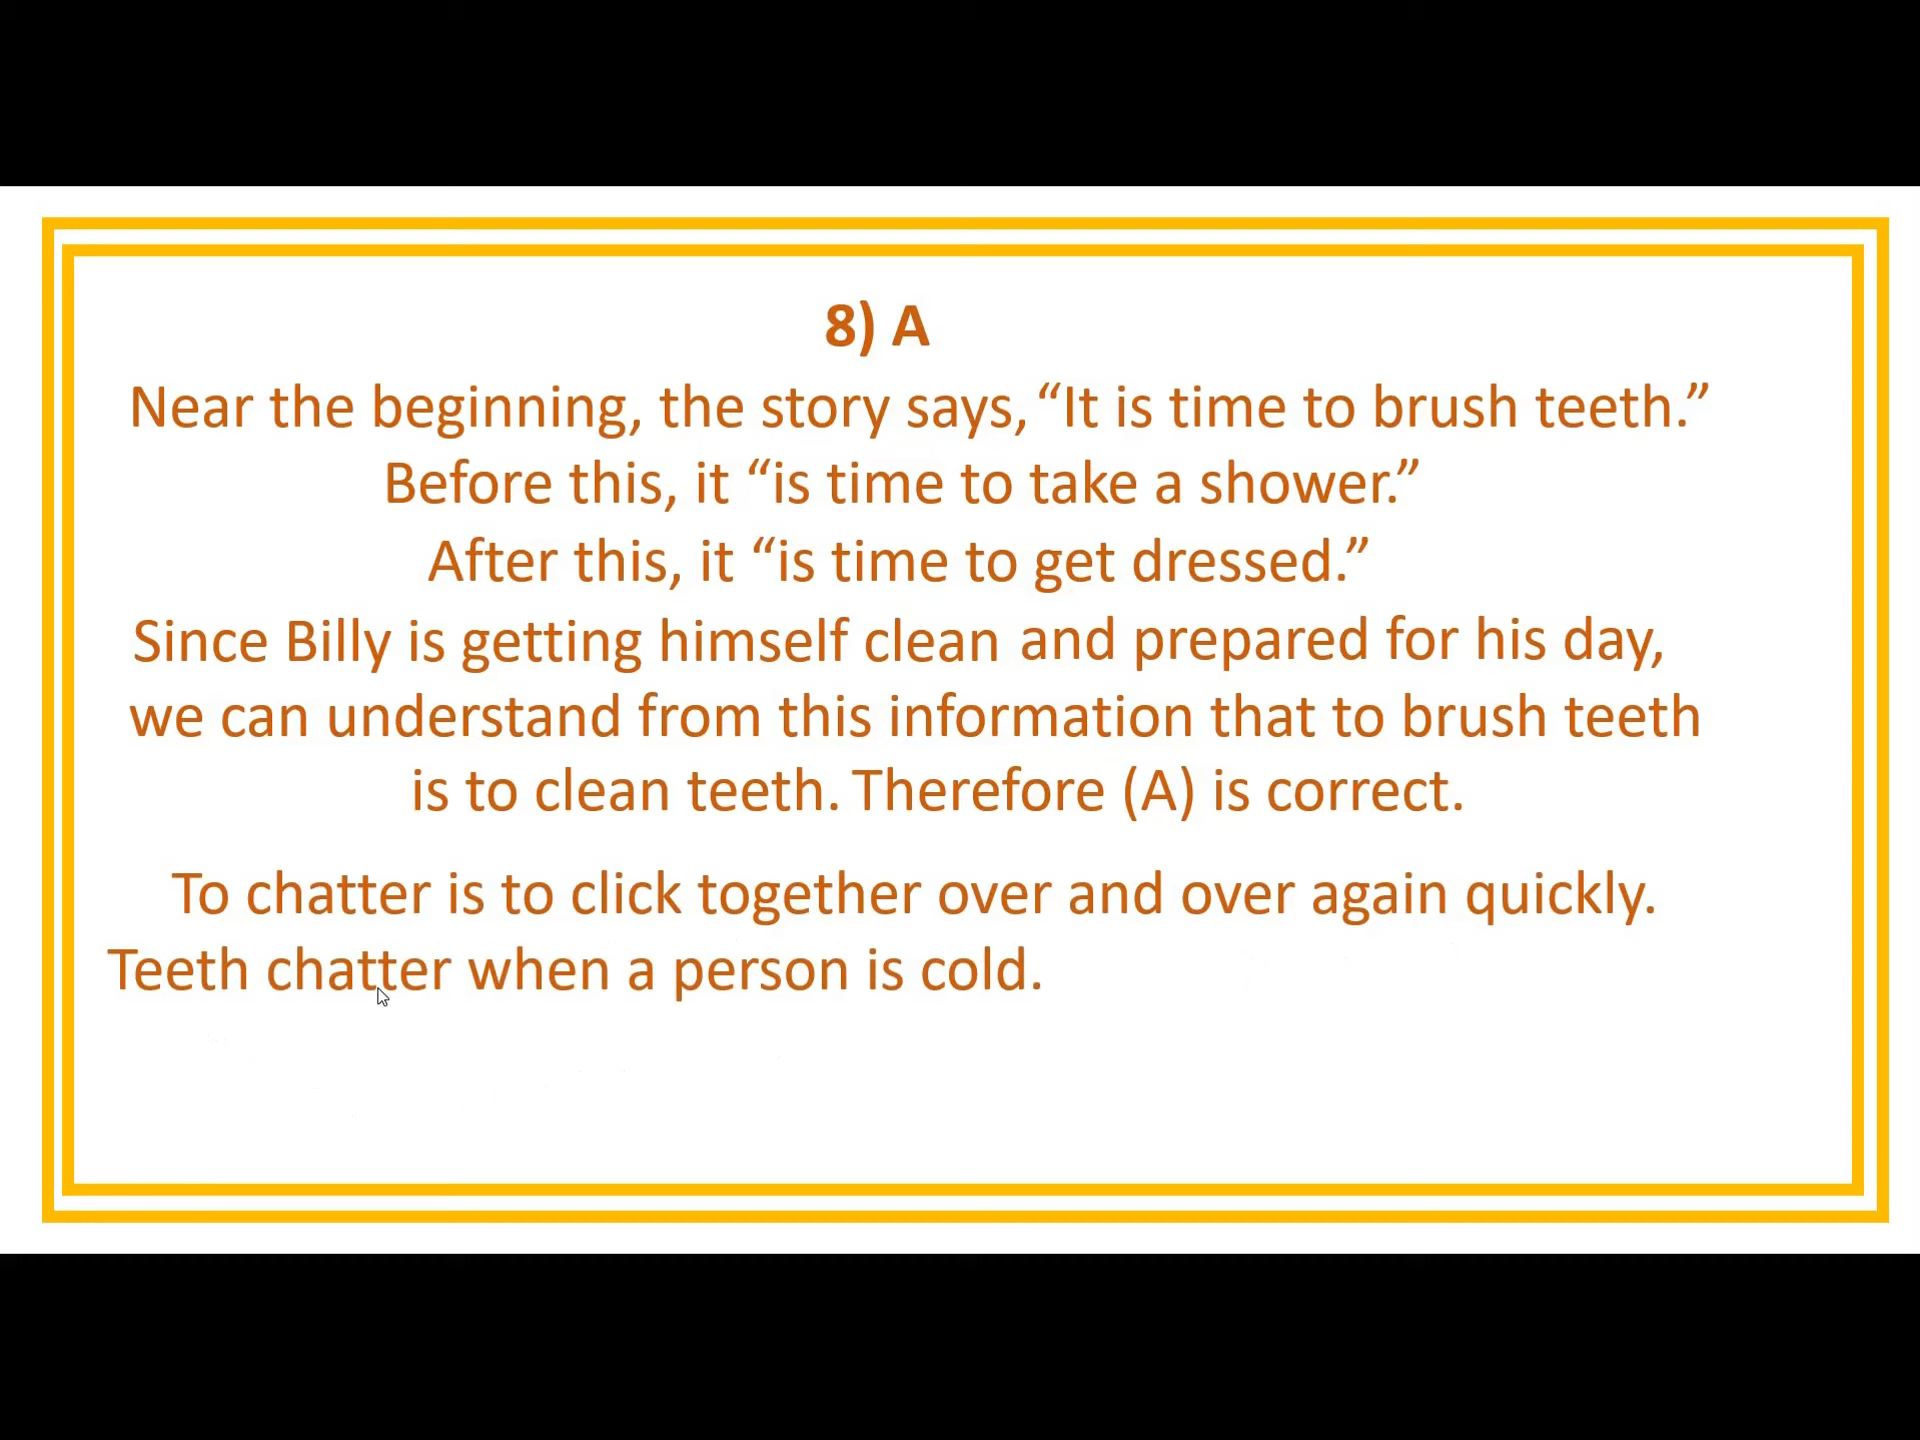 8) A
Near the beginning, the story says, “It is time to brush teeth.”
Before this, it “is time to take a shower.”
After this, it “is time to get dressed.”
Since Billy is getting himself clean and prepared for his day,
we can understand from this information that to brush teeth
is to clean teeth. Therefore (A) is correct.
To chatter is to click together over and over again quickly.
Teeth chatter when a person is cold.